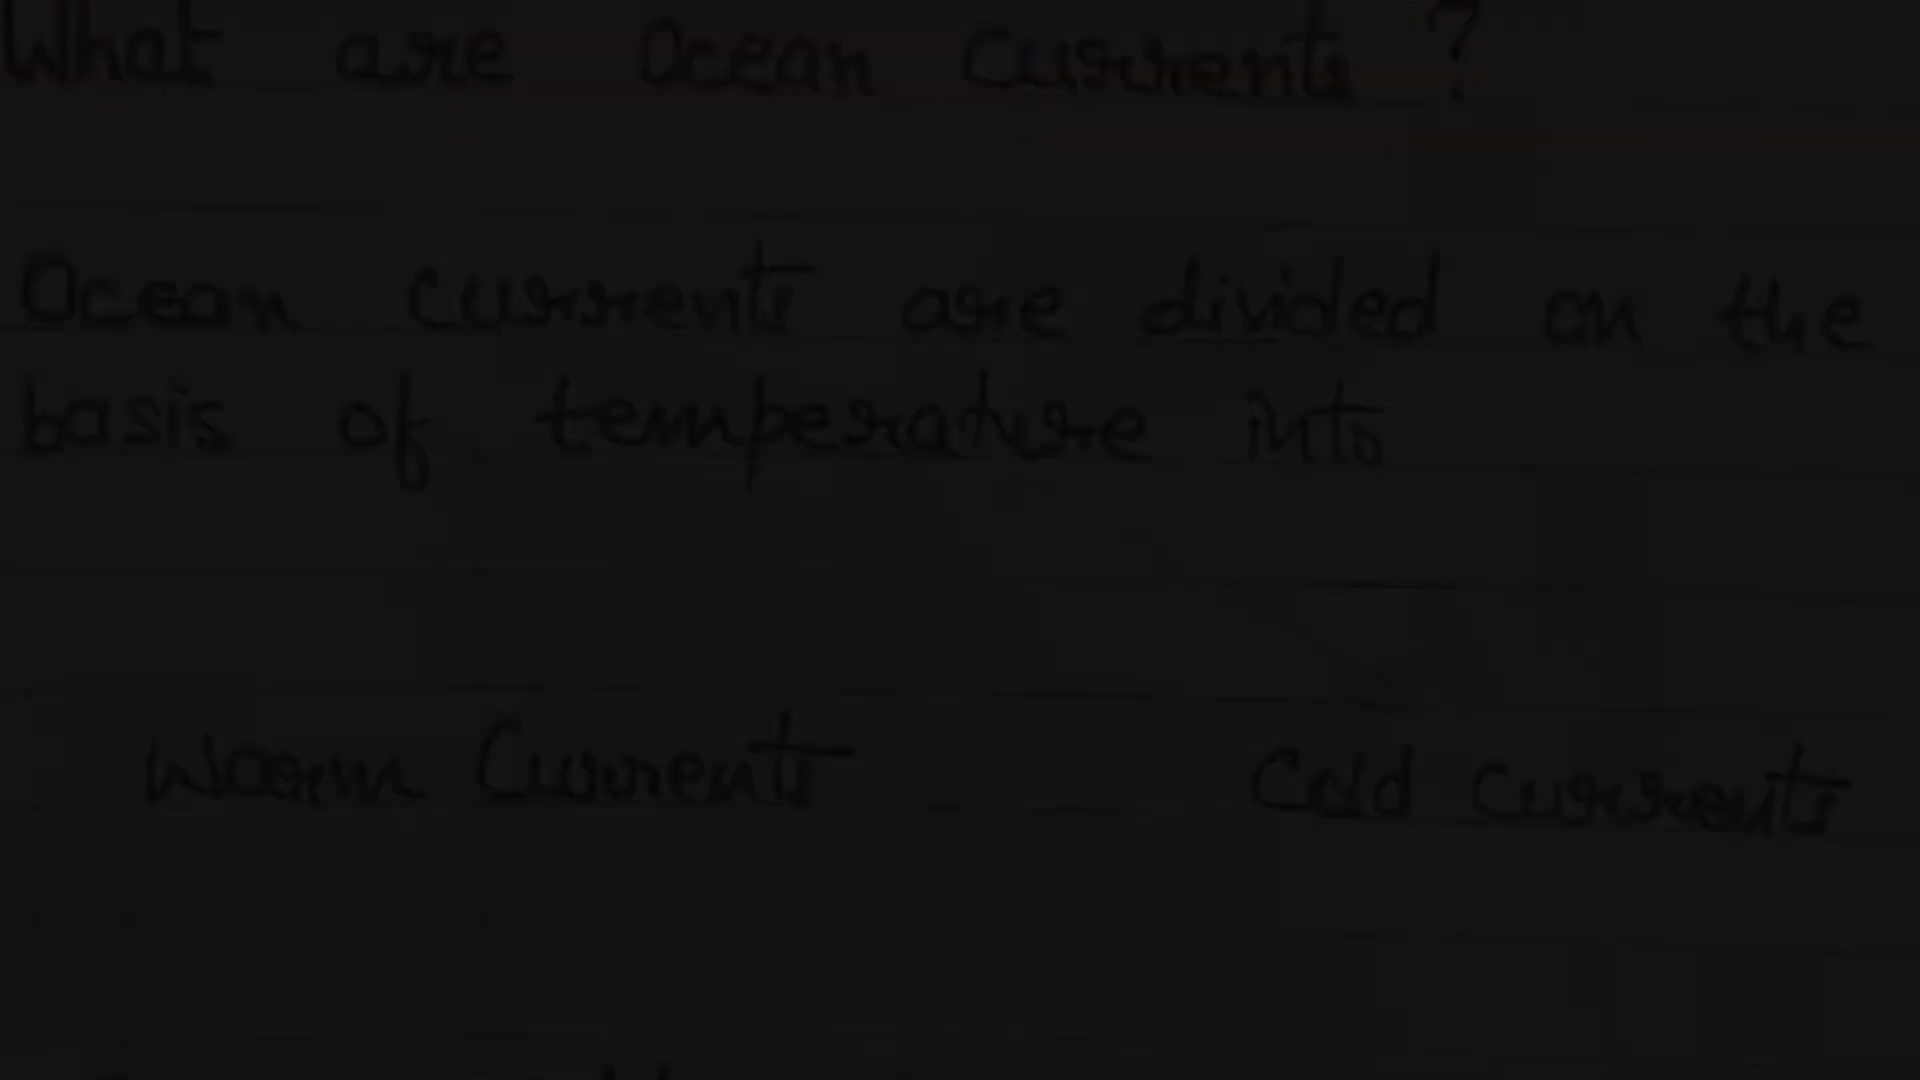 What are Ocean Currents ?
Ocean Currents are divided on the
basis of temperature into
Warm Currents Cold Currents